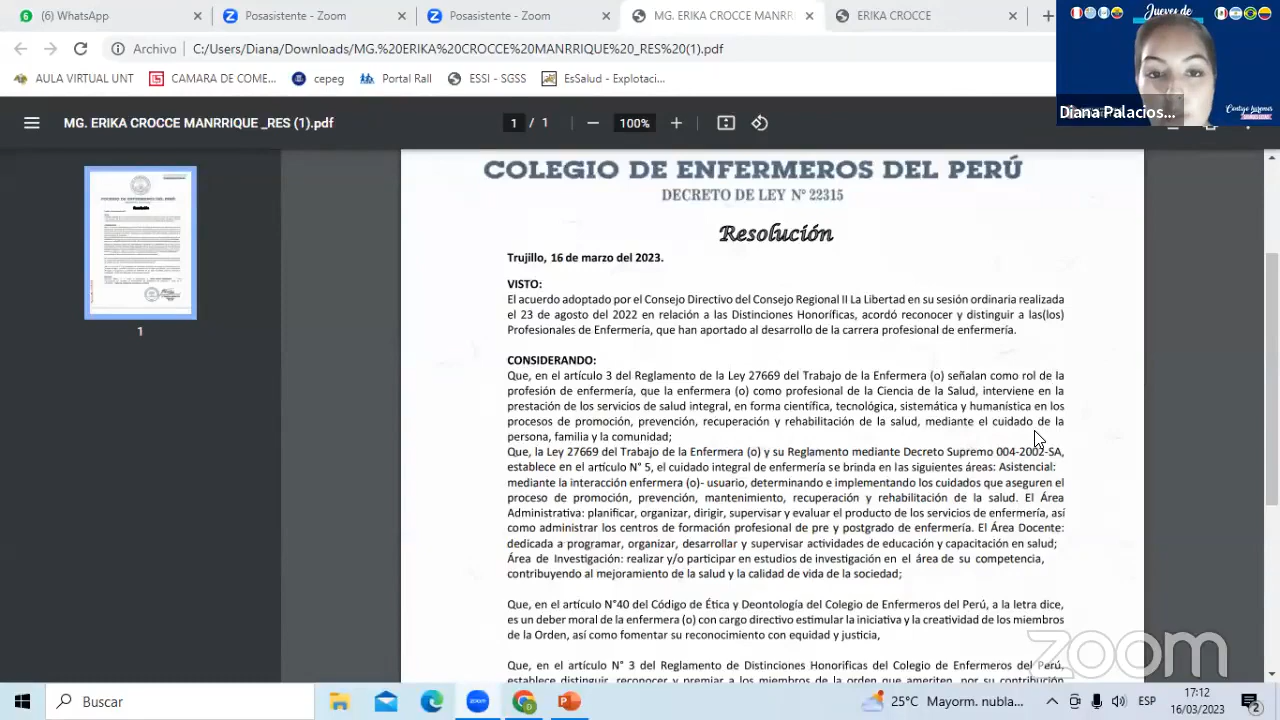 (6) WhatsApp
Posasistente - Zoom
Posasistente - Zoom
MG. ERIKA CROCCE MANRR
ERIKA CROCCE
Jueves de
Archivo
C:/Users/Diana/Downloads/MG.%20ERIKA%20CROCCE%20MANRRIQUE%20_RES%20(1).pdf
AULA VIRTUAL UNT
CAMARA DE COME...
cepeg
Portal Rall
ESSI - SGSS
EsSalud - Explotaci...
Diana Palacios...
Contigo hacemos
MG. ERIKA CROCCE MANRRIQUE _RES (1).pdf
1 / 1
100%
COLEGIO DE ENFERMEROS DEL PERÚ
DECRETO DE LEY N° 22315
Resolución
Trujillo, 16 de marzo del 2023.
VISTO:
El acuerdo adoptado por el Consejo Directivo del Consejo Regional II La Libertad en su sesión ordinaria realizada
el 23 de agosto del 2022 en relación a las Distinciones Honoríficas, acordó reconocer y distinguir a las(los)
Profesionales de Enfermería, que han aportado al desarrollo de la carrera profesional de enfermería.
CONSIDERANDO:
Que, en el artículo 3 del Reglamento de la Ley 27669 del Trabajo de la Enfermera (o) señalan como rol de la
profesión de enfermería, que la enfermera (o) como profesional de la Ciencia de la Salud, interviene en la
prestación de los servicios de salud integral, en forma científica, tecnológica, sistemática y humanística en los
procesos de promoción, prevención, recuperación y rehabilitación de la salud, mediante el cuidado de la
persona, familia y la comunidad;
Que, la Ley 27669 del Trabajo de la Enfermera (o) y su Reglamento mediante Decreto Supremo 004-2002-SA,
establece en el artículo N° 5, el cuidado integral de enfermería se brinda en las siguientes áreas: Asistencial:
mediante la interacción enfermera (o)- usuario, determinando e implementando los cuidados que aseguren el
proceso de promoción, prevención, mantenimiento, recuperación y rehabilitación de la salud. El Área
Administrativa: planificar, organizar, dirigir, supervisar y evaluar el producto de los servicios de enfermería, así
como administrar los centros de formación profesional de pre y postgrado de enfermería. El Área Docente:
dedicada a programar, organizar, desarrollar y supervisar actividades de educación y capacitación en salud;
Área de Investigación: realizar y/o participar en estudios de investigación en el área de su competencia,
contribuyendo al mejoramiento de la salud y la calidad de vida de la sociedad;
Que, en el artículo N°40 del Código de Ética y Deontología del Colegio de Enfermeros del Perú, a la letra dice,
es un deber moral de la enfermera (o) con cargo directivo estimular la iniciativa y la creatividad de los miembros
de la Orden, así como fomentar su reconocimiento con equidad y justicia,
Que, en el artículo N° 3 del Reglamento de Distinciones Honorificas del Colegio de Enfermeros del Perú,
establece distinguir, reconocer y premiar a los miembros de la orden que ameriten, por su contribución
1
zoom
Buscar
25°C Mayorm. nubla...
ESP
17:12
16/03/2023
2